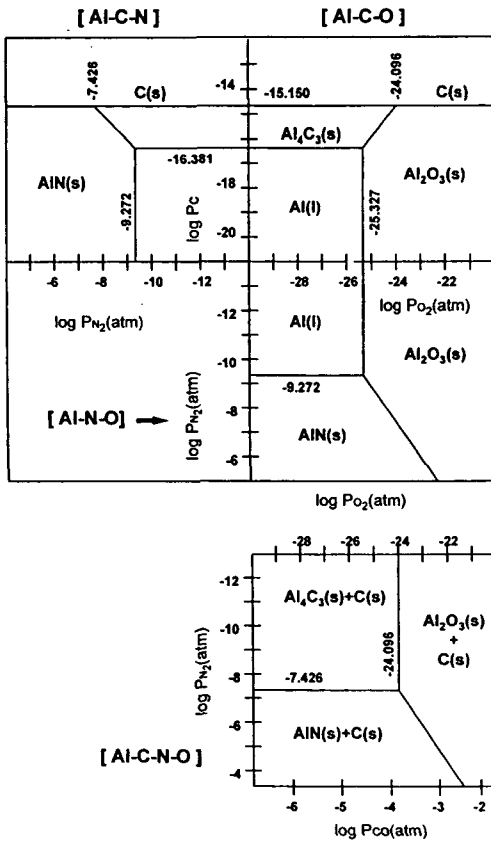 [ Al-C-N ] [ Al-C-O ]
-7.426 -24.096
C(s) -14 -15.150 C(s)
Al₄C₃(s)
-16.381
AlN(s) -9.272 log Pc -18 Al(l) -25.327 Al₂O₃(s)
-20
-6 -8 -10 -12 -28 -26 -24 -22
log PN₂(atm) -12 Al(l) log PO₂(atm)
Al₂O₃(s)
-10
-9.272
[ Al-N-O] log PN₂(atm) -8
AlN(s)
-6
log PO₂(atm)
-28 -26 -24 -22
-12 Al₄C₃(s)+C(s)
Al₂O₃(s)
+
C(s)
-10 -24.096
log PN₂(atm) -8 -7.426
-6 AlN(s)+C(s)
[ Al-C-N-O ]
-4
-6 -5 -4 -3 -2
log Pco(atm)